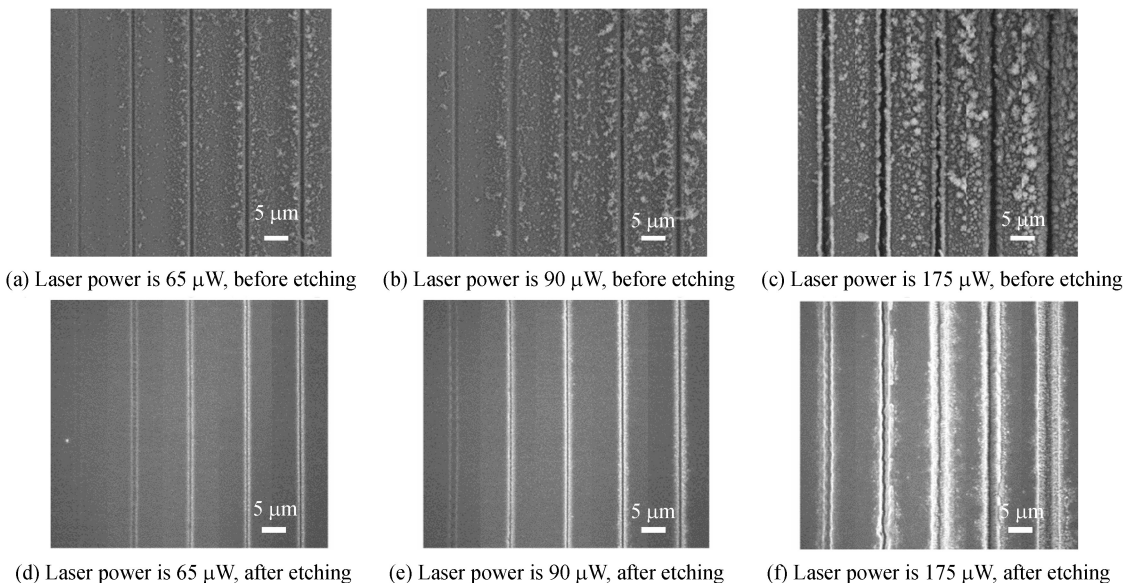 5 μm
5 μm
5 μm
(a) Laser power is 65 μW, before etching
(b) Laser power is 90 μW, before etching
(c) Laser power is 175 μW, before etching
5 μm
5 μm
5 μm
(d) Laser power is 65 μW, after etching
(e) Laser power is 90 μW, after etching
(f) Laser power is 175 μW, after etching